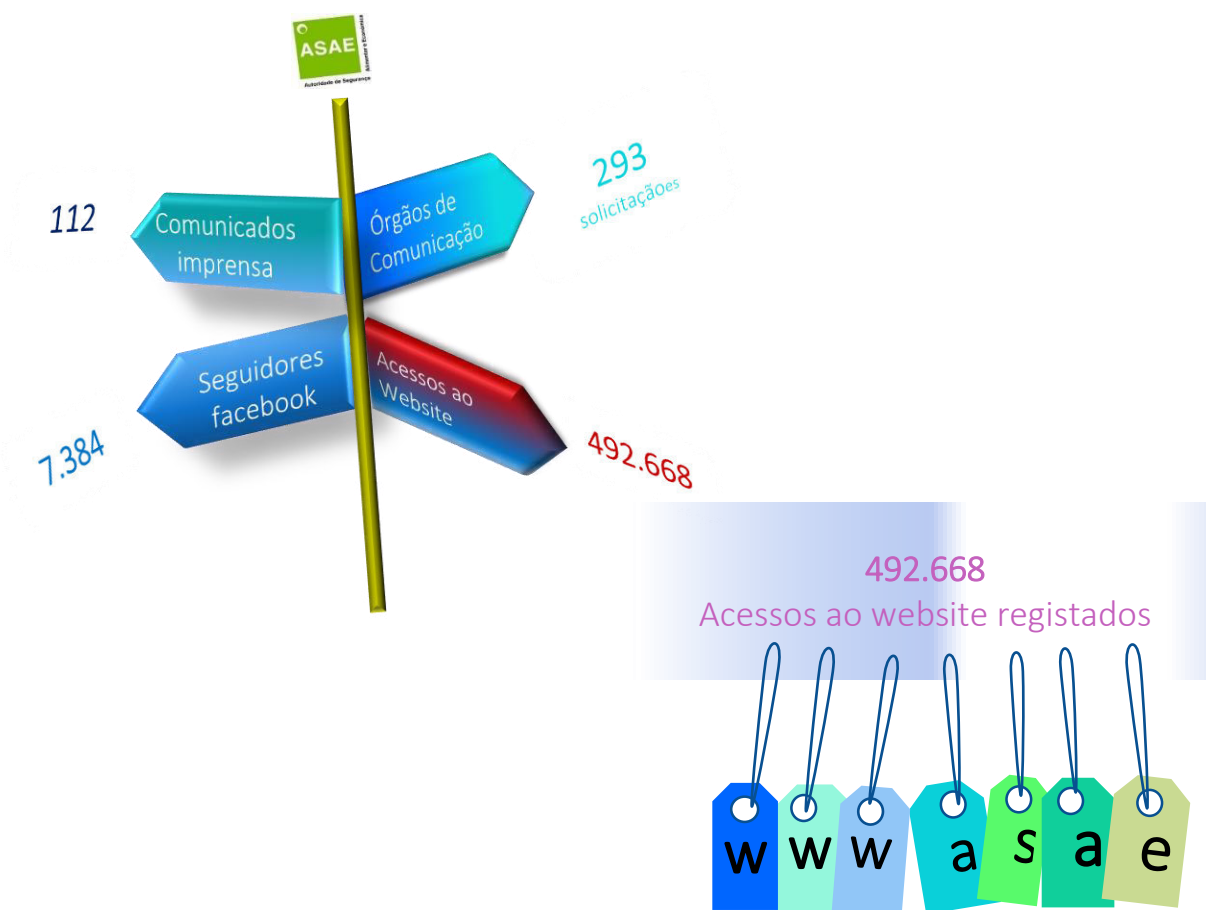 ASAE
Alimentar e Económica
Autoridade de Segurança
293
solicitaçãoes
112
Comunicados
imprensa
Órgãos de
Comunicação
Seguidores
facebook
Acessos ao
Website
7.384
492.668
492.668
Acessos ao website registados
w w w a s a e